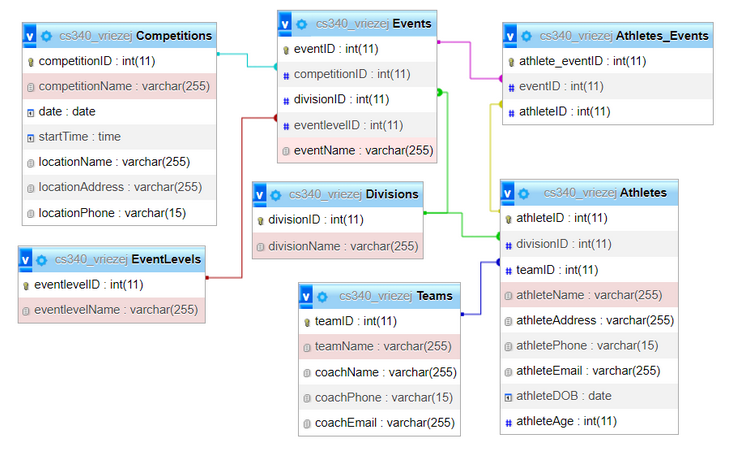 cs340_vriezej Competitions
competitionID : int(11)
competitionName : varchar(255)
date : date
startTime : time
locationName : varchar(255)
locationAddress : varchar(255)
locationPhone : varchar(15)
cs340_vriezej Events
eventID : int(11)
competitionID : int(11)
divisionID : int(11)
eventlevelID : int(11)
eventName : varchar(255)
cs340_vriezej Athletes_Events
athlete_eventID : int(11)
eventID : int(11)
athleteID : int(11)
cs340_vriezej Divisions
divisionID : int(11)
divisionName : varchar(255)
cs340_vriezej Athletes
athleteID : int(11)
divisionID : int(11)
teamID : int(11)
athleteName : varchar(255)
athleteAddress : varchar(255)
athletePhone : varchar(15)
athleteEmail : varchar(255)
athleteDOB : date
athleteAge : int(11)
cs340_vriezej EventLevels
eventlevelID : int(11)
eventlevelName : varchar(255)
cs340_vriezej Teams
teamID : int(11)
teamName : varchar(255)
coachName : varchar(255)
coachPhone : varchar(15)
coachEmail : varchar(255)